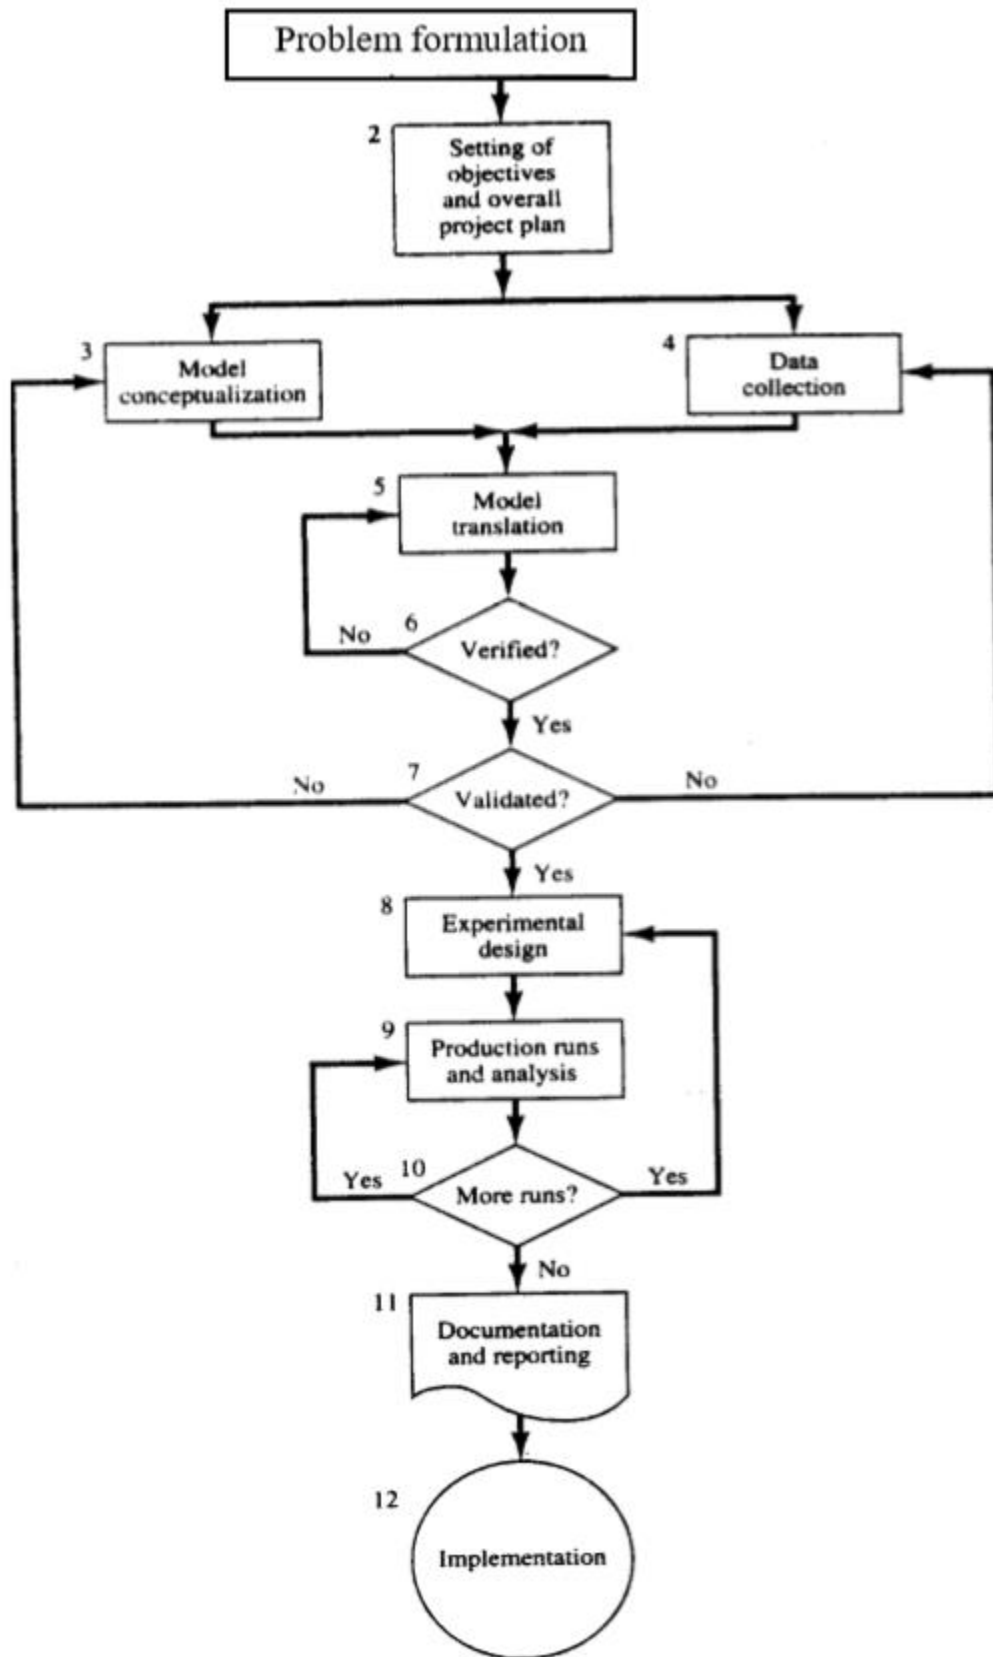 Problem formulation
2
Setting of
objectives
and overall
project plan
3
Model
conceptualization
4
Data
collection
5
Model
translation
6
No
Verified?
Yes
No
7
Validated?
No
Yes
8
Experimental
design
9
Production runs
and analysis
Yes
10
More runs?
Yes
No
11
Documentation
and reporting
12
Implementation